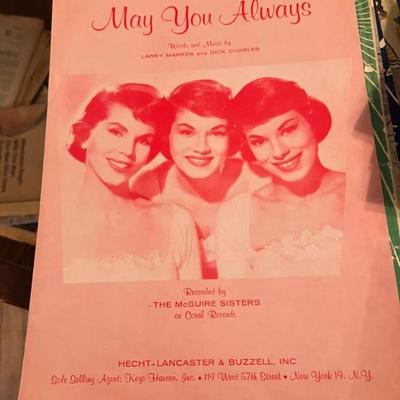 May You Always
Words and Music by
LARRY MARKES and DICK CHARLES
Recorded by
THE McGUIRE SISTERS
on Coral Records
HECHT-LANCASTER & BUZZELL, INC.
Sole Selling Agent: Keys-Hansen, Inc. • 119 West 57th Street • New York 19, N.Y.